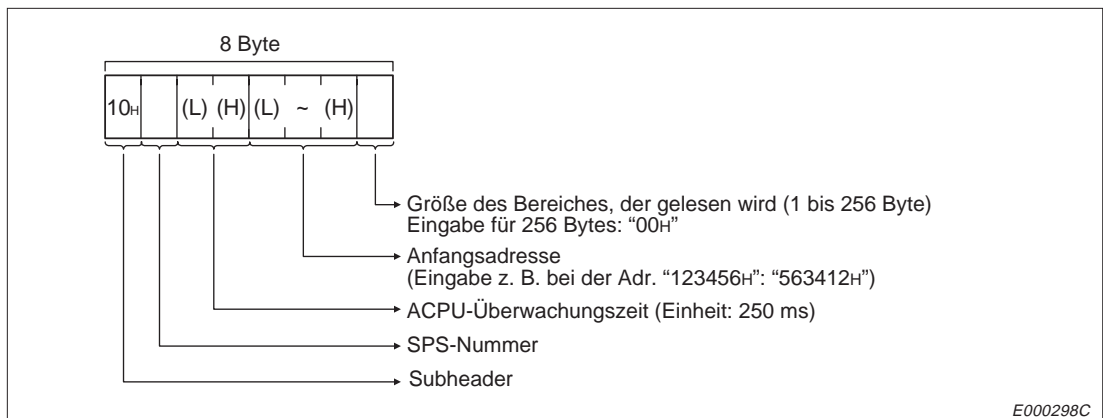 8 Byte
10H (L) (H) (L) ~ (H)
Größe des Bereiches, der gelesen wird (1 bis 256 Byte)
Eingabe für 256 Bytes: “00H”
Anfangsadresse
(Eingabe z. B. bei der Adr. “123456H”: “563412H”)
ACPU-Überwachungszeit (Einheit: 250 ms)
SPS-Nummer
Subheader
E000298C